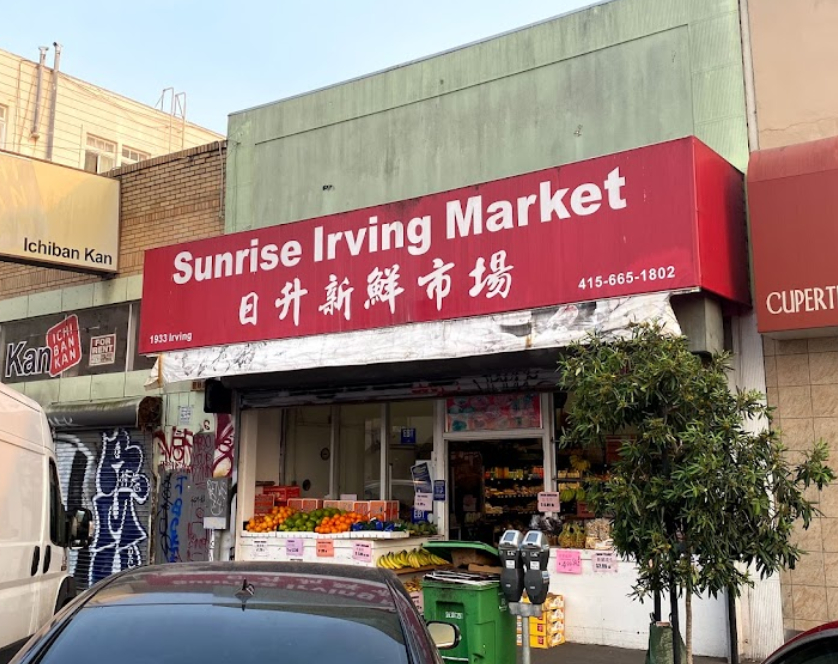 Ichiban Kan
Sunrise Irving Market
日升新鮮市場
415-665-1802
1933 Irving
Kan
ICHI
BAN
KAN
FOR
RENT
CUPERT